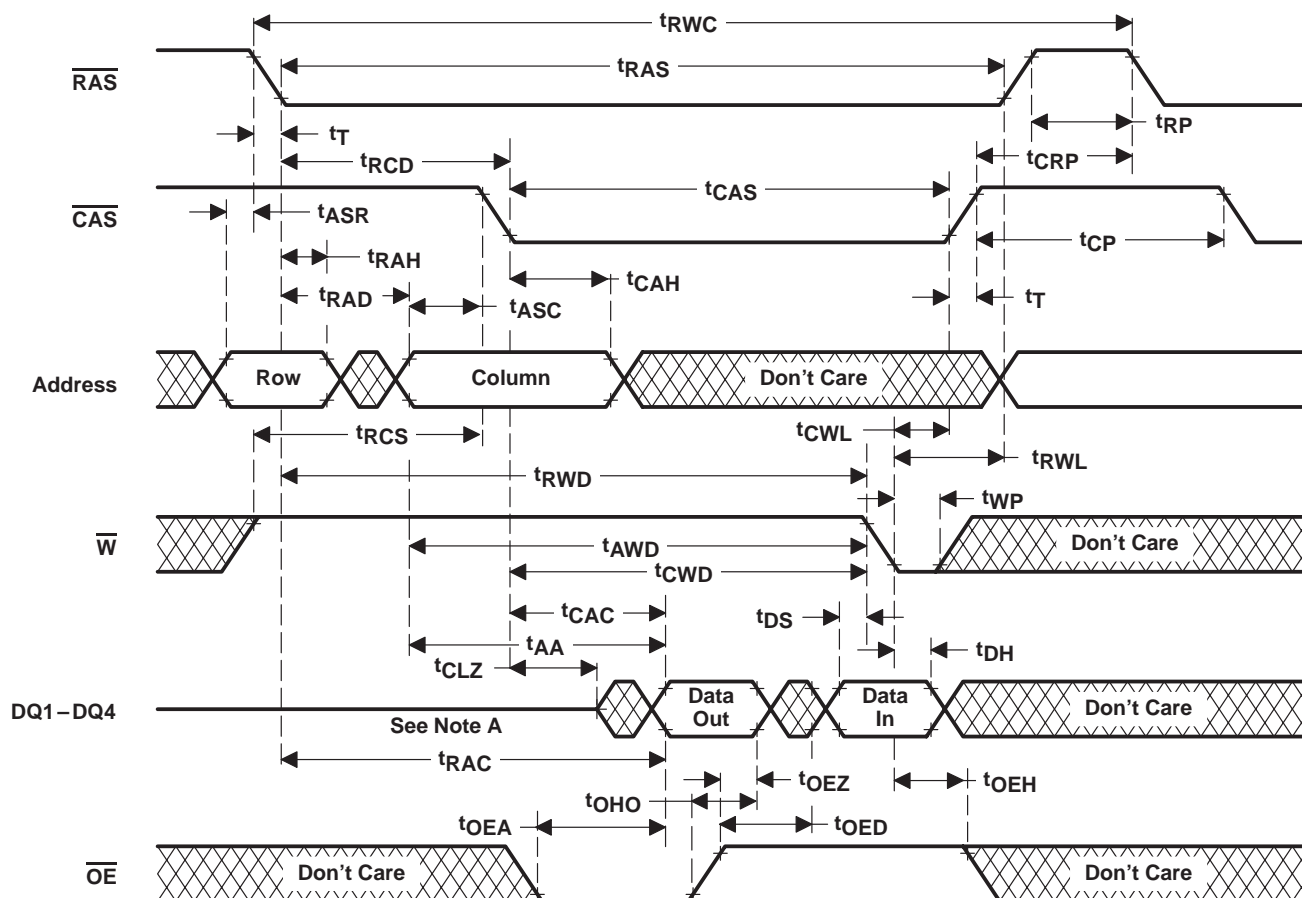 tRWC
RAS
tRAS
tT
tRP
tRCD
tCRP
CAS
tCAS
tASR
tCP
tRAH
tCAH
tRAD
tASC
tT
Address
Row
Column
Don't Care
tRCS
tCWL
tRWL
tRWD
tWP
W
Don't Care
tAWD
tCWD
tCAC
tDS
tAA
tDH
tCLZ
DQ1–DQ4
See Note A
Data
Out
Data
In
Don't Care
tRAC
tOEZ
tOEH
tOHO
tOEA
tOED
OE
Don't Care
Don't Care